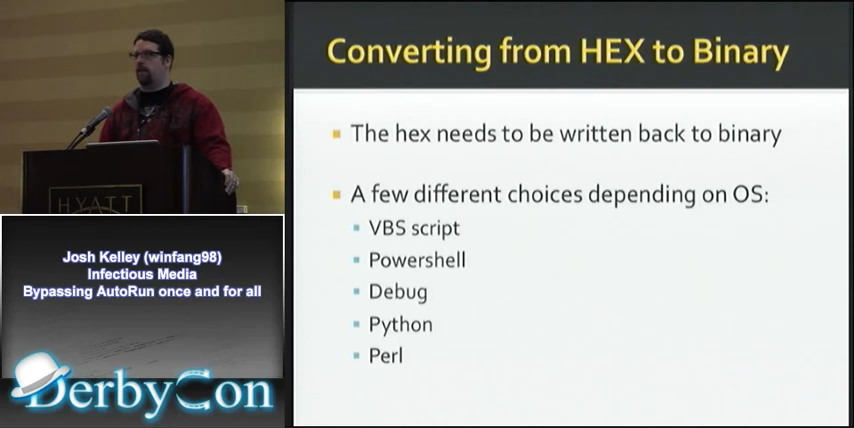 Converting from HEX to Binary
The hex needs to be written back to binary
A few different choices depending on OS:
VBS script
Powershell
Debug
Python
Perl
HYATT
Josh Kelley (winfang98)
Infectious Media
Bypassing AutoRun once and for all
DerbyCon